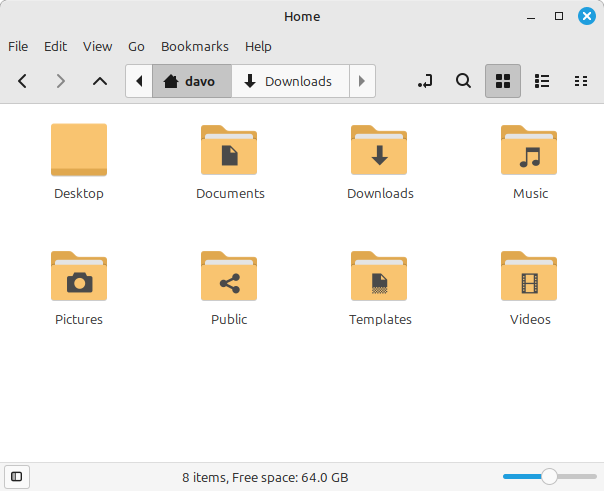 Home
File Edit View Go Bookmarks Help
davo Downloads
Desktop Documents Downloads Music
Pictures Public Templates Videos
8 items, Free space: 64.0 GB